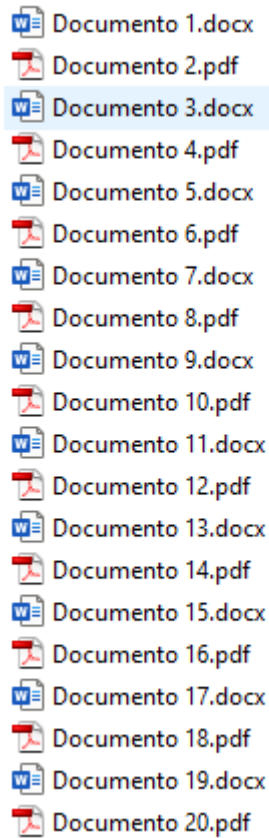 Documento 1.docx
Documento 2.pdf
Documento 3.docx
Documento 4.pdf
Documento 5.docx
Documento 6.pdf
Documento 7.docx
Documento 8.pdf
Documento 9.docx
Documento 10.pdf
Documento 11.docx
Documento 12.pdf
Documento 13.docx
Documento 14.pdf
Documento 15.docx
Documento 16.pdf
Documento 17.docx
Documento 18.pdf
Documento 19.docx
Documento 20.pdf